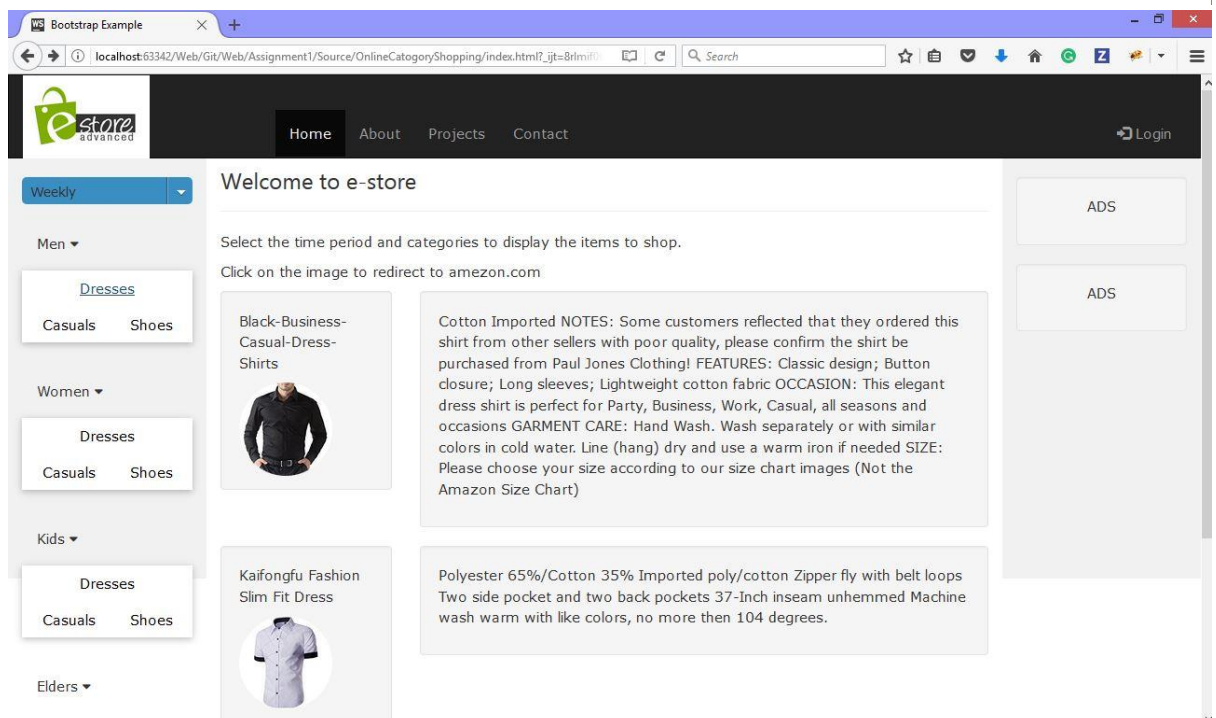 WS Bootstrap Example
localhost:63342/Web/Git/Web/Assignment1/Source/OnlineCatogoryShopping/index.html?_ijt=8rlmif
Search
G
Z
e store
advanced
Home About Projects Contact
Login
Weekly
Men
Dresses
Casuals Shoes
Women
Dresses
Casuals Shoes
Kids
Dresses
Casuals Shoes
Elders
Welcome to e-store
Select the time period and categories to display the items to shop.
Click on the image to redirect to amezon.com
Black-Business-
Casual-Dress-
Shirts
Cotton Imported NOTES: Some customers reflected that they ordered this
shirt from other sellers with poor quality, please confirm the shirt be
purchased from Paul Jones Clothing! FEATURES: Classic design; Button
closure; Long sleeves; Lightweight cotton fabric OCCASION: This elegant
dress shirt is perfect for Party, Business, Work, Casual, all seasons and
occasions GARMENT CARE: Hand Wash. Wash separately or with similar
colors in cold water. Line (hang) dry and use a warm iron if needed SIZE:
Please choose your size according to our size chart images (Not the
Amazon Size Chart)
Kaifongfu Fashion
Slim Fit Dress
Polyester 65%/Cotton 35% Imported poly/cotton Zipper fly with belt loops
Two side pocket and two back pockets 37-Inch inseam unhemmed Machine
wash warm with like colors, no more then 104 degrees.
ADS
ADS